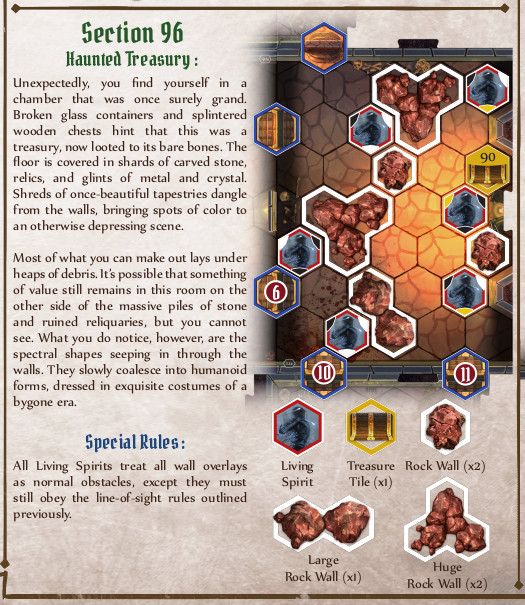 Section 96
Haunted Treasury:
Unexpectedly, you find yourself in a
chamber that was once surely grand.
Broken glass containers and splintered
wooden chests hint that this was a
treasury, now looted to its bare bones. The
floor is covered in shards of carved stone,
relics, and glints of metal and crystal.
Shreds of once-beautiful tapestries dangle
from the walls, bringing spots of color to
an otherwise depressing scene.
Most of what you can make out lays under
heaps of debris. It's possible that something
of value still remains in this room on the
other side of the massive piles of stone
and ruined reliquaries, but you cannot
see. What you do notice, however, are the
spectral shapes seeping in through the
walls. They slowly coalesce into humanoid
forms, dressed in exquisite costumes of a
bygone era.
Special Rules:
All Living Spirits treat all wall overlays
as normal obstacles, except they must
still obey the line-of-sight rules outlined
previously.
90
6
10
11
Living
Spirit
Treasure
Tile (x1)
Rock Wall (x2)
Large
Rock Wall (x1)
Huge
Rock Wall (x2)